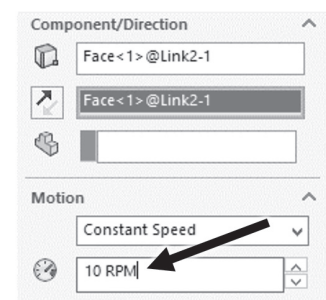 Component/Direction
Face<1>@Link2-1
Face<1>@Link2-1
Motion
Constant Speed
10 RPM